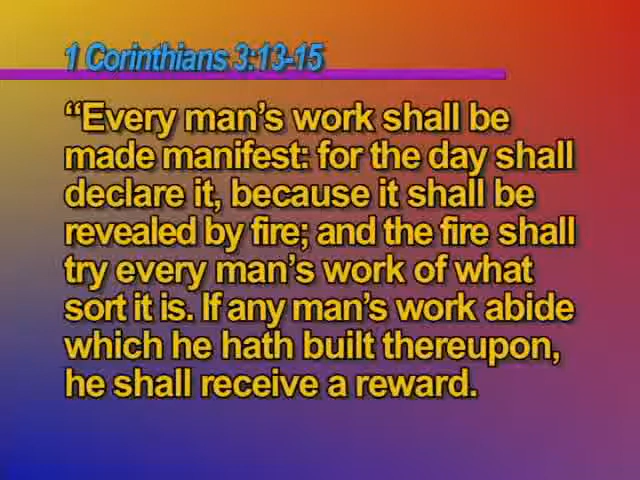 1 Corinthians 3:13-15
“Every man’s work shall be
made manifest: for the day shall
declare it, because it shall be
revealed by fire; and the fire shall
try every man’s work of what
sort it is. If any man’s work abide
which he hath built thereupon,
he shall receive a reward.